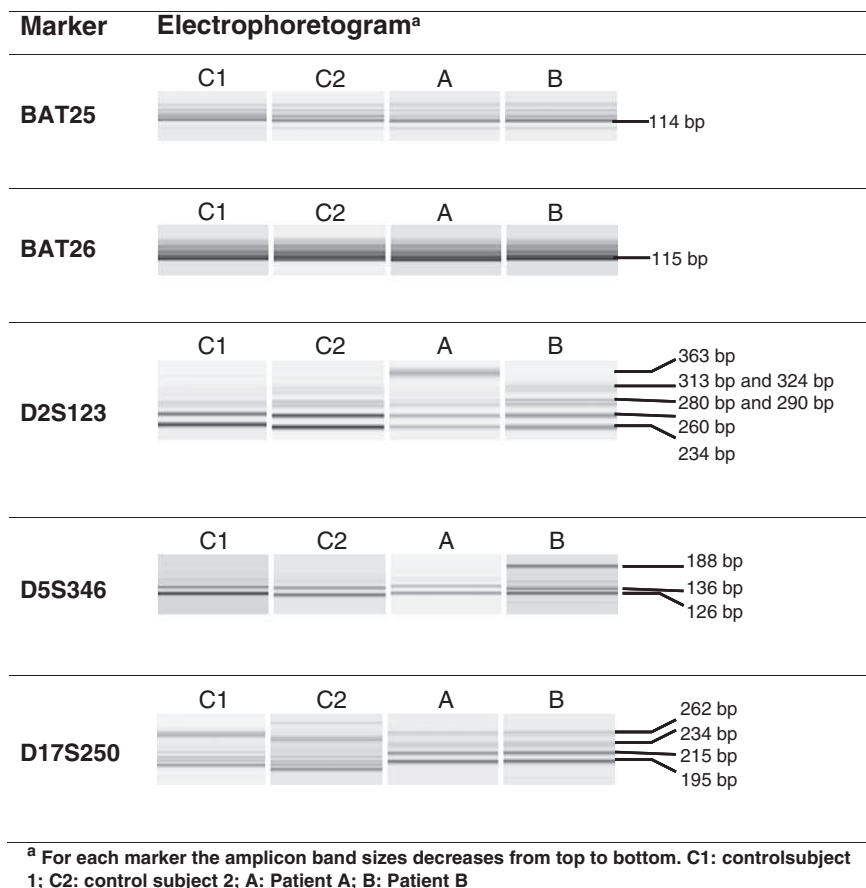 Marker Electrophoretogramᵃ
C1 C2 A B
BAT25
114 bp
C1 C2 A B
BAT26
115 bp
C1 C2 A B
363 bp
313 bp and 324 bp
280 bp and 290 bp
D2S123
260 bp
234 bp
C1 C2 A B
188 bp
D5S346
136 bp
126 bp
C1 C2 A B
262 bp
234 bp
D17S250
215 bp
195 bp
ᵃ For each marker the amplicon band sizes decreases from top to bottom. C1: controlsubject
1; C2: control subject 2; A: Patient A; B: Patient B